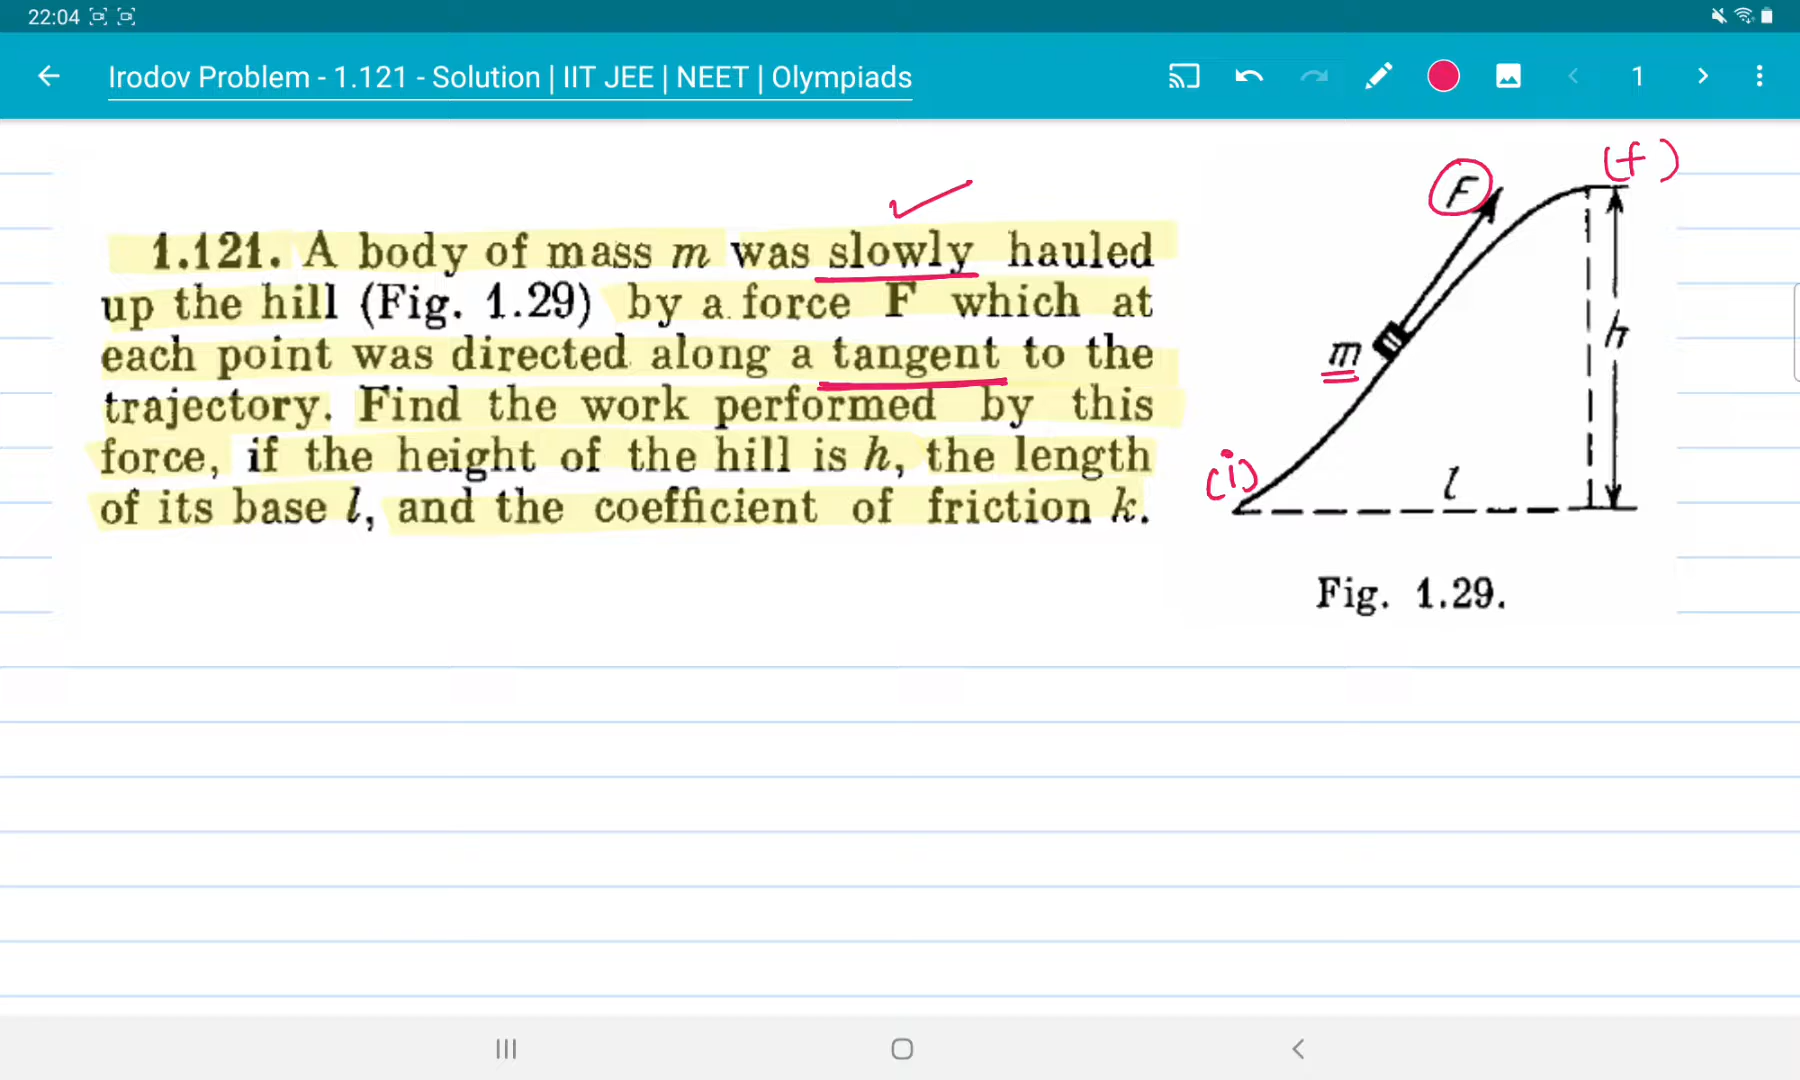 22:04
Irodov Problem - 1.121 - Solution | IIT JEE | NEET | Olympiads
1
1.121. A body of mass m was slowly hauled
up the hill (Fig. 1.29) by a force F which at
each point was directed along a tangent to the
trajectory. Find the work performed by this
force, if the height of the hill is h, the length
of its base l, and the coefficient of friction k.
F
(f)
m
h
(i)
l
Fig. 1.29.